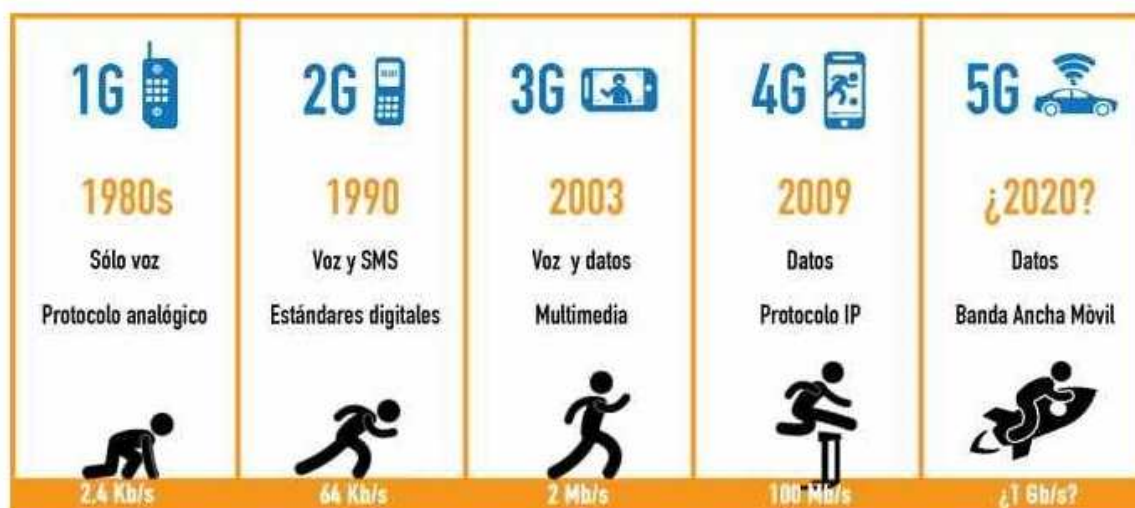 1G
1980s
Sólo voz
Protocolo analógico
2,4 Kb/s
2G
1990
Voz y SMS
Estándares digitales
64 Kb/s
3G
2003
Voz y datos
Multimedia
2 Mb/s
4G
2009
Datos
Protocolo IP
100 Mb/s
5G
¿2020?
Datos
Banda Ancha Mòvil
¿1 Gb/s?